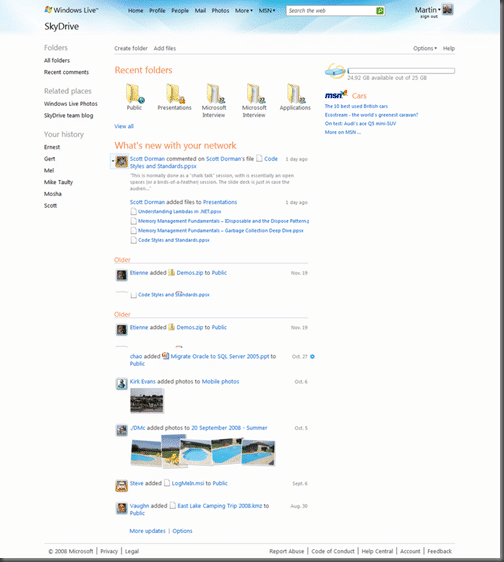 Windows Live™
Home Profile People Mail Photos More MSN Search the web Martin
sign out
SkyDrive
Folders
All folders
Recent comments
Related places
Windows Live Photos
SkyDrive team blog
Your history
Ernest
Gert
Mel
Mike Taulty
Mosha
Scott
Create folder Add files Options Help
Recent folders
Public
Presentations
Microsoft Interview
Microsoft Interview
Applications
View all
24.92 GB available out of 25 GB
msn Cars
The 10 best used British cars
Ecostream - the world's greenest caravan?
On test: Audi's ace Q5 mini-SUV
More on MSN ...
What's new with your network
Scott Dorman commented on Scott Dorman's file Code 1 day ago
Styles and Standards.ppsx
"This is normally done as a "chalk talk" session, with is essentially an open
spaces (or a birds-of-a-feather) session. The slide deck is just in case the
audien..."
Scott Dorman added files to Presentations 1 day ago
Understanding Lambdas in .NET.ppsx
Memory Management Fundamentals – IDisposable and the Dispose Pattern.p
Memory Management Fundamentals – Garbage Collection Deep Dive.ppsx
Code Styles and Standards.ppsx
Older
Etienne added Demos.zip to Public Nov. 19
Code Styles and Standards.ppsx
Older
Etienne added Demos.zip to Public Nov. 19
chao added Migrate Oracle to SQL Server 2005.ppt to Oct. 27
Public
Kirk Evans added photos to Mobile photos Oct. 6
./DMc added photos to 20 September 2008 - Summer Oct. 5
Steve added LogMeIn.msi to Public Sept. 6
Vaughn added East Lake Camping Trip 2008.kmz to Aug. 30
Public
More updates | Options
© 2008 Microsoft | Privacy | Legal Report Abuse | Code of Conduct | Help Central | Account | Feedback